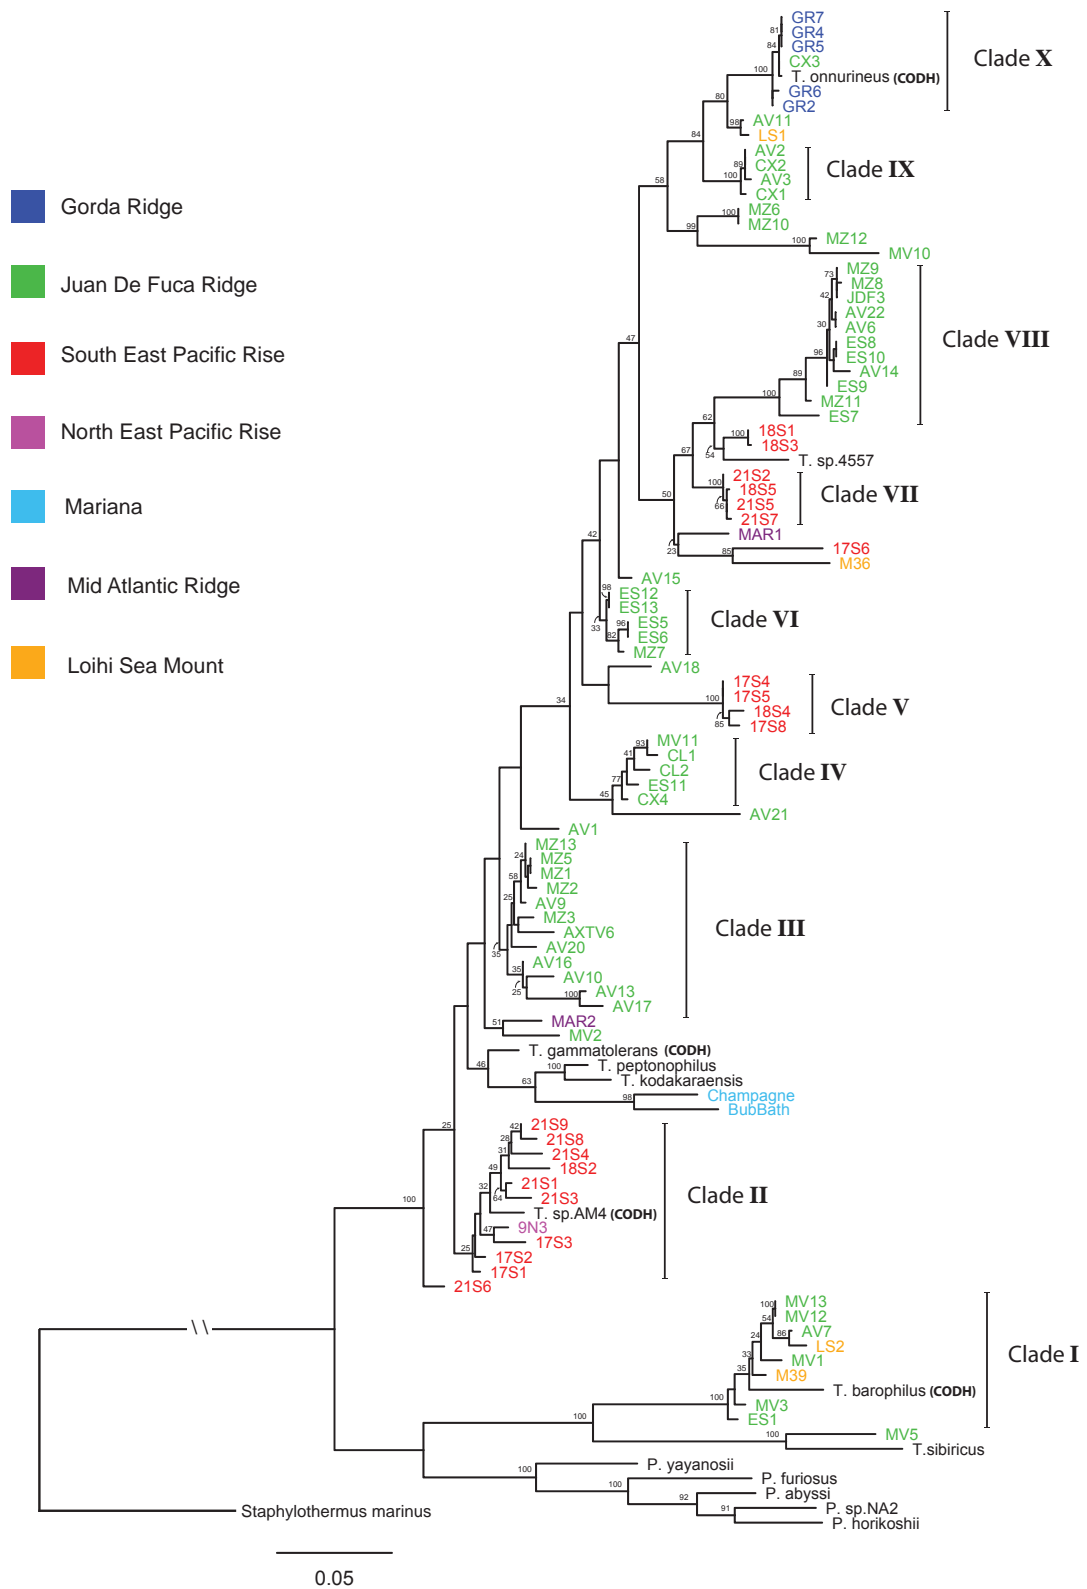 Gorda Ridge
Juan De Fuca Ridge
South East Pacific Rise
North East Pacific Rise
Mariana
Mid Atlantic Ridge
Loihi Sea Mount
GR7
81
GR4
84
GR5
CX3
100
T. onnurineus (CODH)
GR6
GR2
Clade X
80
98
AV11
LS1
84
AV2
89
CX2
100
AV3
CX1
Clade IX
58
100
MZ6
MZ10
99
100
MZ12
MV10
73
MZ9
MZ8
42
JDF3
AV22
30
AV6
ES8
96
ES10
89
AV14
ES9
100
MZ11
ES7
Clade VIII
47
62
100
18S1
18S3
54
T. sp.4557
67
21S2
100
18S5
66
21S5
21S7
Clade VII
50
MAR1
23
85
17S6
M36
42
AV15
98
ES12
ES13
33
96
ES5
82
ES6
MZ7
Clade VI
AV18
17S4
100
17S5
18S4
85
17S8
Clade V
34
93
MV11
41
CL1
CL2
77
ES11
45
CX4
Clade IV
AV21
AV1
MZ13
24
MZ5
MZ1
58
MZ2
25
AV9
MZ3
AXTV6
35
AV20
35
AV16
25
AV10
100
AV13
AV17
Clade III
51
MAR2
MV2
T. gammatolerans (CODH)
46
100
T. peptonophilus
63
T. kodakaraensis
98
Champagne
BubBath
25
42
21S9
28
21S8
31
21S4
49
18S2
32
21S1
64
21S3
T. sp.AM4 (CODH)
47
9N3
25
17S3
17S2
17S1
Clade II
100
21S6
100
MV13
54
MV12
86
AV7
24
LS2
33
MV1
35
M39
T. barophilus (CODH)
100
MV3
ES1
Clade I
100
100
MV5
T.sibiricus
100
P. yayanosii
100
P. furiosus
92
P. abyssi
91
P. sp.NA2
P. horikoshii
\ \
Staphylothermus marinus
0.05